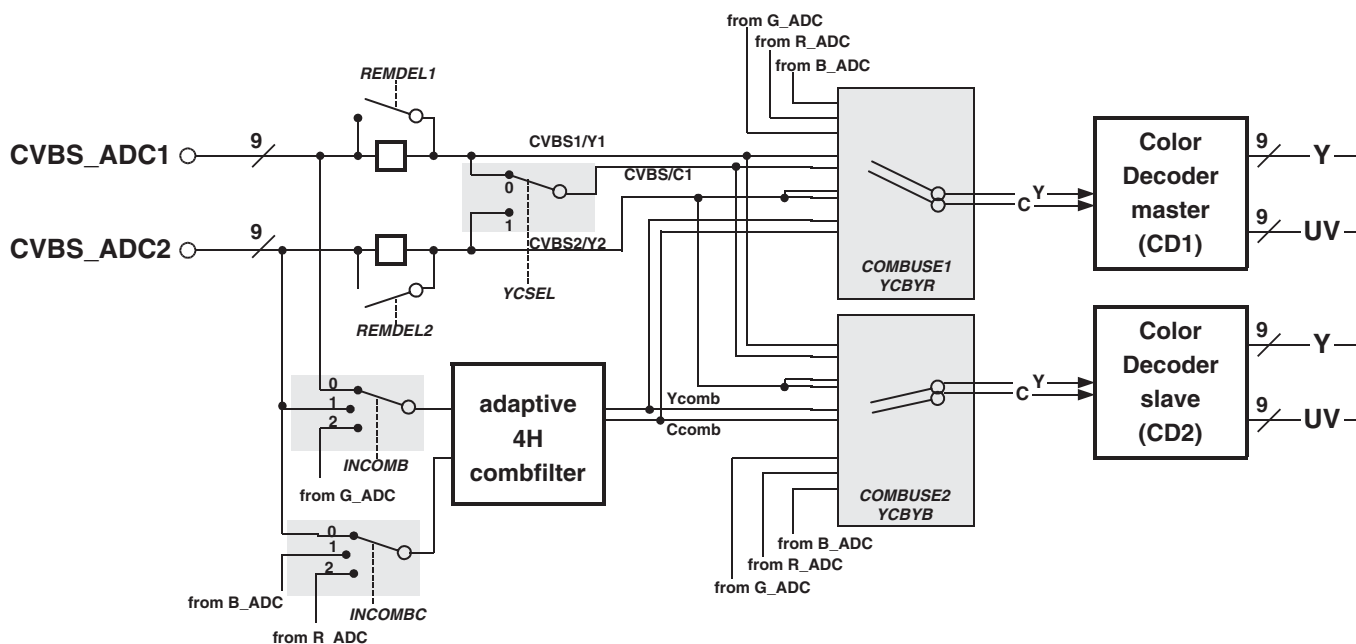 from G_ADC
from R_ADC
from B_ADC
REMDEL1
CVBS_ADC1
9
CVBS1/Y1
CVBS/C1
0
1
CVBS_ADC2
9
CVBS2/Y2
YCSEL
REMDEL2
Y
C
COMBUSE1
YCBYR
Color
Decoder
master
(CD1)
9
Y
9
UV
0
1
2
INCOMB
from G_ADC
adaptive
4H
combfilter
Ycomb
Ccomb
Y
C
COMBUSE2
YCBYB
Color
Decoder
slave
(CD2)
9
Y
9
UV
0
1
2
from B_ADC
from R_ADC
INCOMBC
from B_ADC
from R_ADC
from G_ADC